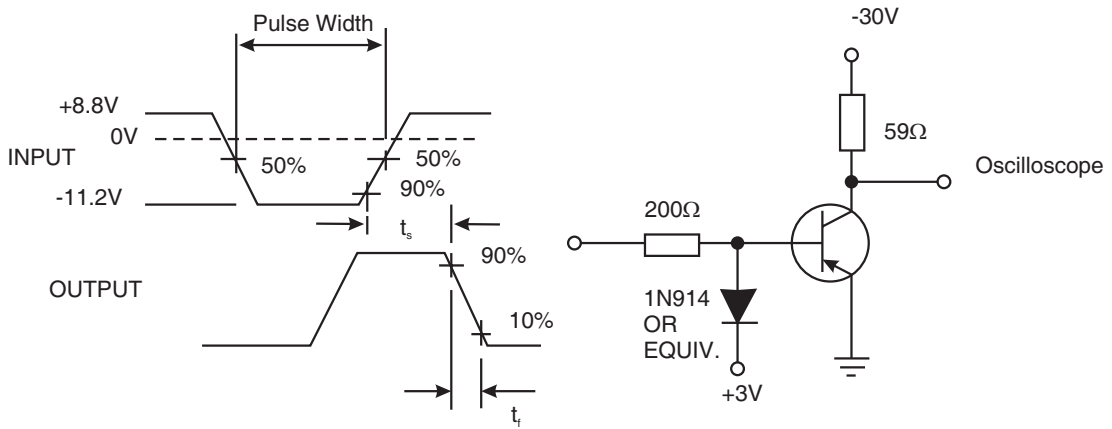 Pulse Width
+8.8V
0V
INPUT
50%
50%
90%
-11.2V
ts
90%
OUTPUT
10%
tf
-30V
59Ω
Oscilloscope
200Ω
1N914
OR
EQUIV.
+3V